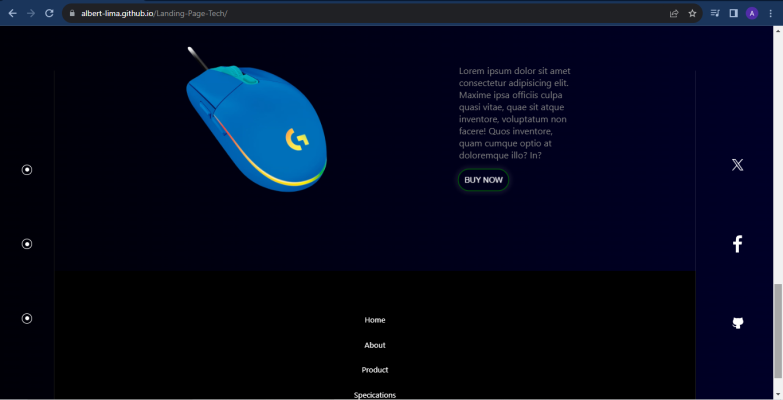 albert-lima.github.io/Landing-Page-Tech/
A
Lorem ipsum dolor sit amet
consectetur adipisicing elit.
Maxime ipsa officiis culpa
quasi vitae, quae sit atque
inventore, voluptatum non
facere! Quos inventore,
quam cumque optio at
doloremque illo? In?
BUY NOW
Home
About
Product
Specications